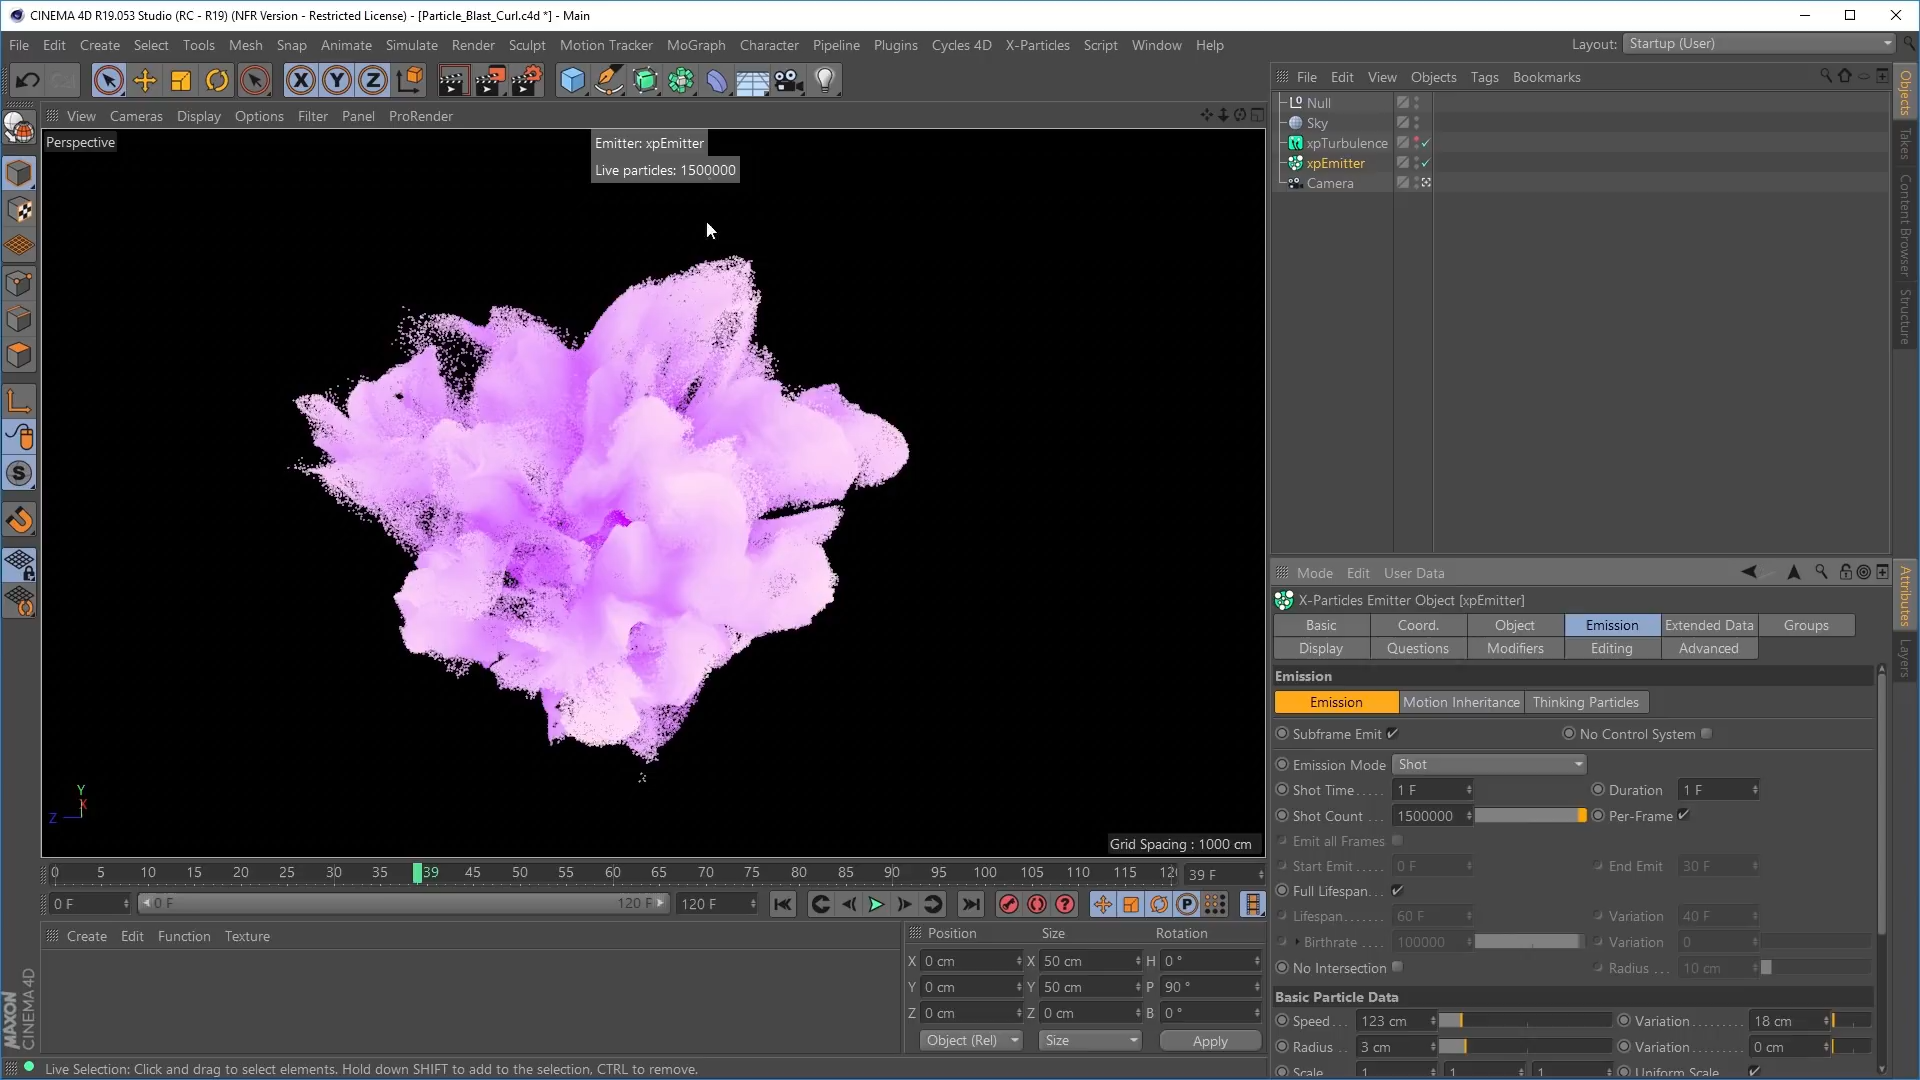 CINEMA 4D R19.053 Studio (RC - R19) (NFR Version - Restricted License) - [Particle_Blast_Curl.c4d *] - Main
File Edit Create Select Tools Mesh Snap Animate Simulate Render Sculpt Motion Tracker MoGraph Character Pipeline Plugins Cycles 4D X-Particles Script Window Help
Layout: Startup (User)
X Y Z
File Edit View Objects Tags Bookmarks
View Cameras Display Options Filter Panel ProRender
Perspective
Emitter: xpEmitter
Live particles: 1500000
Null
Sky
xpTurbulence
xpEmitter
Camera
Objects
Takes
Content Browser
Structure
Y
X
Z
Grid Spacing : 1000 cm
Mode Edit User Data
X-Particles Emitter Object [xpEmitter]
Basic Coord. Object Emission Extended Data Groups
Display Questions Modifiers Editing Advanced
Emission
Emission Motion Inheritance Thinking Particles
Subframe Emit No Control System
Emission Mode Shot
Shot Time..... 1 F Duration 1 F
Shot Count ... 1500000 Per-Frame
Emit all Frames
Start Emit..... 0 F End Emit 30 F
Full Lifespan...
Lifespan....... 60 F Variation 40 F
Birthrate .... 100000 Variation 0
No Intersection Radius ... 10 cm
Basic Particle Data
Speed... 123 cm Variation......... 18 cm
Radius .. 3 cm Variation......... 0 cm
Scale... 1 1 1 Uniform Scale
Attributes
Layers
0 5 10 15 20 25 30 35 39 45 50 55 60 65 70 75 80 85 90 95 100 105 110 115 12 39 F
0 F 0 F 120 F 120 F
P
Create Edit Function Texture
Position Size Rotation
X 0 cm X 50 cm H 0 °
Y 0 cm Y 50 cm P 90 °
Z 0 cm Z 0 cm B 0 °
Object (Rel) Size Apply
MAXON
CINEMA 4D
Live Selection: Click and drag to select elements. Hold down SHIFT to add to the selection, CTRL to remove.